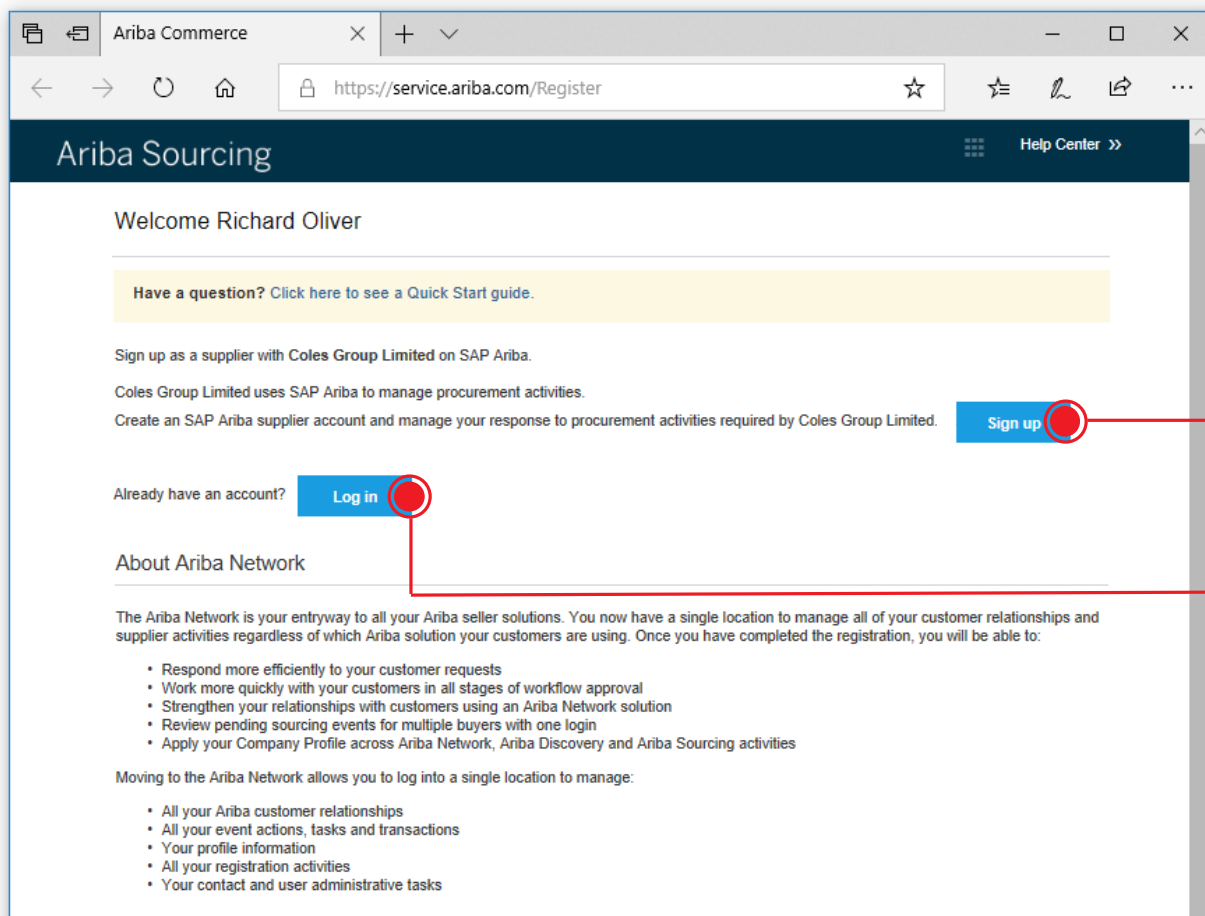 Ariba Commerce
https://service.ariba.com/Register
Ariba Sourcing
Help Center »
Welcome Richard Oliver
Have a question? Click here to see a Quick Start guide.
Sign up as a supplier with Coles Group Limited on SAP Ariba.
Coles Group Limited uses SAP Ariba to manage procurement activities.
Create an SAP Ariba supplier account and manage your response to procurement activities required by Coles Group Limited.
Sign up
Already have an account?
Log in
About Ariba Network
The Ariba Network is your entryway to all your Ariba seller solutions. You now have a single location to manage all of your customer relationships and
supplier activities regardless of which Ariba solution your customers are using. Once you have completed the registration, you will be able to:
• Respond more efficiently to your customer requests
• Work more quickly with your customers in all stages of workflow approval
• Strengthen your relationships with customers using an Ariba Network solution
• Review pending sourcing events for multiple buyers with one login
• Apply your Company Profile across Ariba Network, Ariba Discovery and Ariba Sourcing activities
Moving to the Ariba Network allows you to log into a single location to manage:
• All your Ariba customer relationships
• All your event actions, tasks and transactions
• Your profile information
• All your registration activities
• Your contact and user administrative tasks